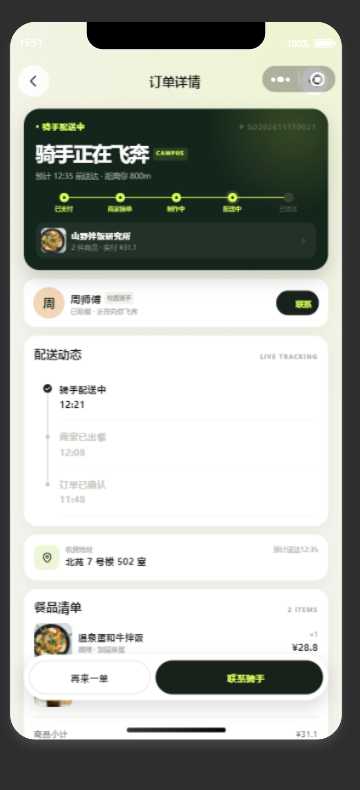 15:51
100%
订单详情
• 骑手配送中
# SD202611110021
骑手正在飞奔 CAMPUS
预计 12:35 前送达 · 距离你 800m
已支付 商家接单 制作中 配送中 已送达
山野拌饭研究所
2 件商品 · 实付 ¥31.1
周
周师傅 校园骑手
已取餐 · 正在向你飞奔
联系
配送动态
LIVE TRACKING
骑手配送中
12:21
商家已出餐
12:08
订单已确认
11:48
收货地址
预计送达12:35
北苑 7 号楼 502 室
餐品清单
2 ITEMS
温泉蛋和牛拌饭
×1
加温泉蛋
¥28.8
再来一单
联系骑手
商品小计
¥31.1